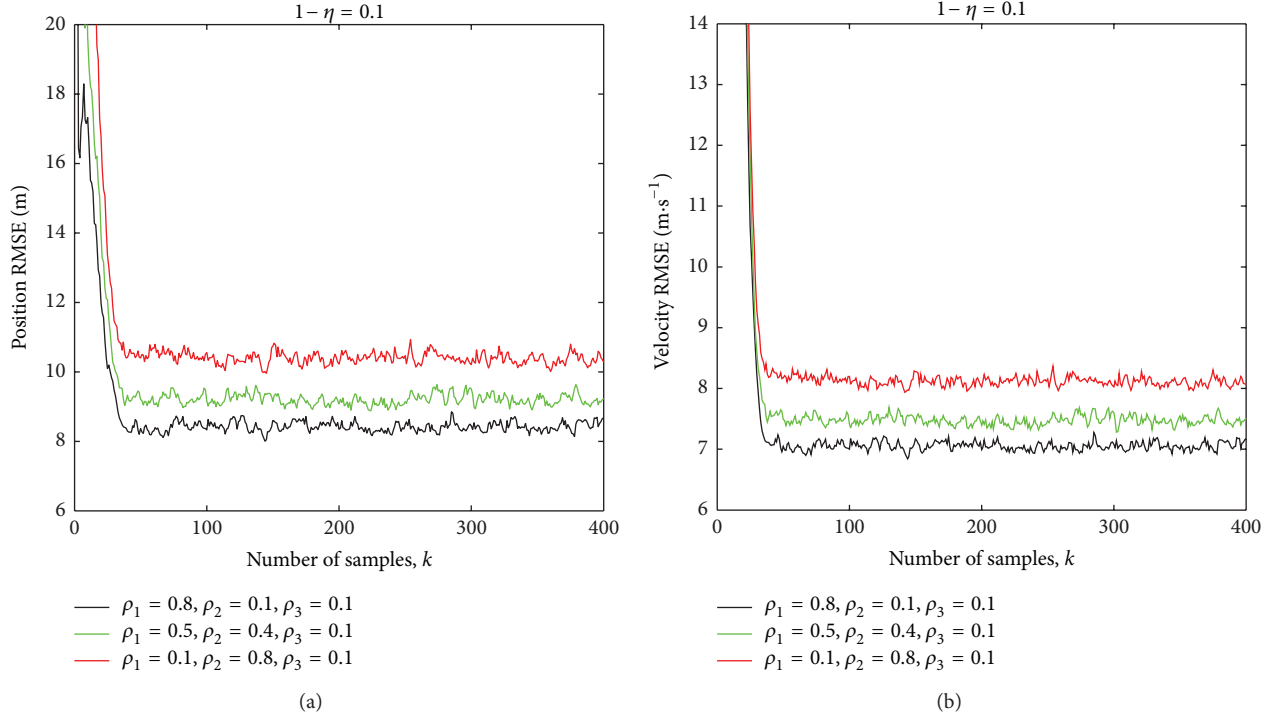 1− η = 0.1
20
18
16
14
12
10
8
6
0
100
200
300
400
Position RMSE (m)
Number of samples, k
ρ₁ = 0.8, ρ₂ = 0.1, ρ₃ = 0.1
ρ₁ = 0.5, ρ₂ = 0.4, ρ₃ = 0.1
ρ₁ = 0.1, ρ₂ = 0.8, ρ₃ = 0.1
(a)
1− η = 0.1
14
13
12
11
10
9
8
7
6
0
100
200
300
400
Velocity RMSE (m·s⁻¹)
Number of samples, k
ρ₁ = 0.8, ρ₂ = 0.1, ρ₃ = 0.1
ρ₁ = 0.5, ρ₂ = 0.4, ρ₃ = 0.1
ρ₁ = 0.1, ρ₂ = 0.8, ρ₃ = 0.1
(b)